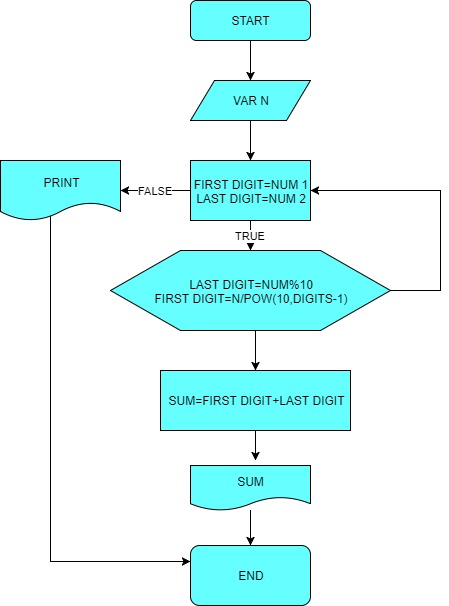 START
VAR N
PRINT
FALSE
FIRST DIGIT=NUM 1
LAST DIGIT=NUM 2
TRUE
LAST DIGIT=NUM%10
FIRST DIGIT=N/POW(10,DIGITS-1)
SUM=FIRST DIGIT+LAST DIGIT
SUM
END